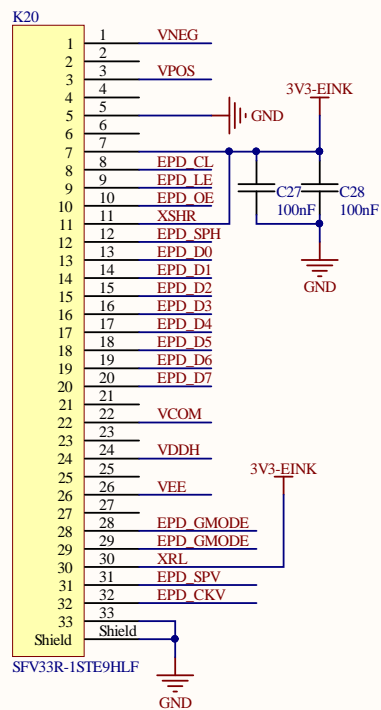 K20
1 1 VNEG
2 2
3 3 VPOS
4 4
5 5 GND
6 6
3V3-EINK
7 7
8 8 EPD_CL
9 9 EPD_LE
C27 C28
10 10 EPD_OE
100nF 100nF
11 11 XSHR
12 12 EPD_SPH
13 13 EPD_D0
14 14 EPD_D1
GND
15 15 EPD_D2
16 16 EPD_D3
17 17 EPD_D4
18 18 EPD_D5
19 19 EPD_D6
20 20 EPD_D7
21 21
22 22 VCOM
23 23
24 24 VDDH
25 25
3V3-EINK
26 26 VEE
27 27
28 28 EPD_GMODE
29 29 EPD_GMODE
30 30 XRL
31 31 EPD_SPV
32 32 EPD_CKV
33 33
Shield Shield
SFV33R-1STE9HLF
GND